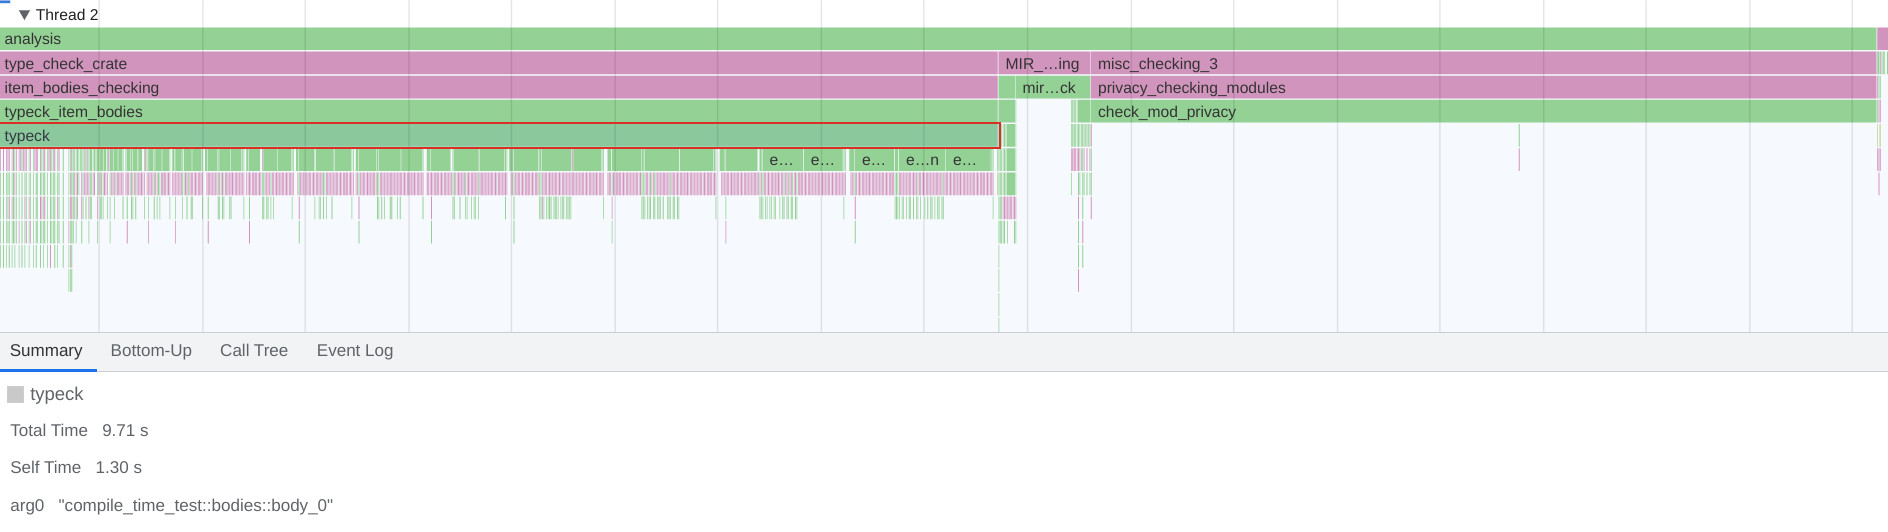 ▼ Thread 2
analysis
type_check_crate MIR_…ing misc_checking_3
item_bodies_checking mir…ck privacy_checking_modules
typeck_item_bodies check_mod_privacy
typeck
e… e… e… e…n e…
Summary Bottom-Up Call Tree Event Log
typeck
Total Time 9.71 s
Self Time 1.30 s
arg0 "compile_time_test::bodies::body_0"